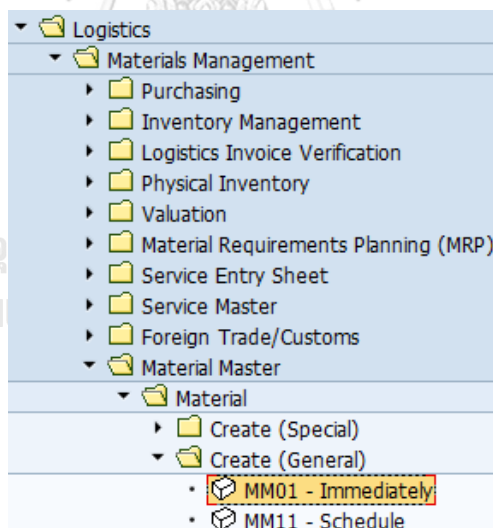 Logistics
Materials Management
Purchasing
Inventory Management
Logistics Invoice Verification
Physical Inventory
Valuation
Material Requirements Planning (MRP)
Service Entry Sheet
Service Master
Foreign Trade/Customs
Material Master
Material
Create (Special)
Create (General)
MM01 - Immediately
MM11 - Schedule